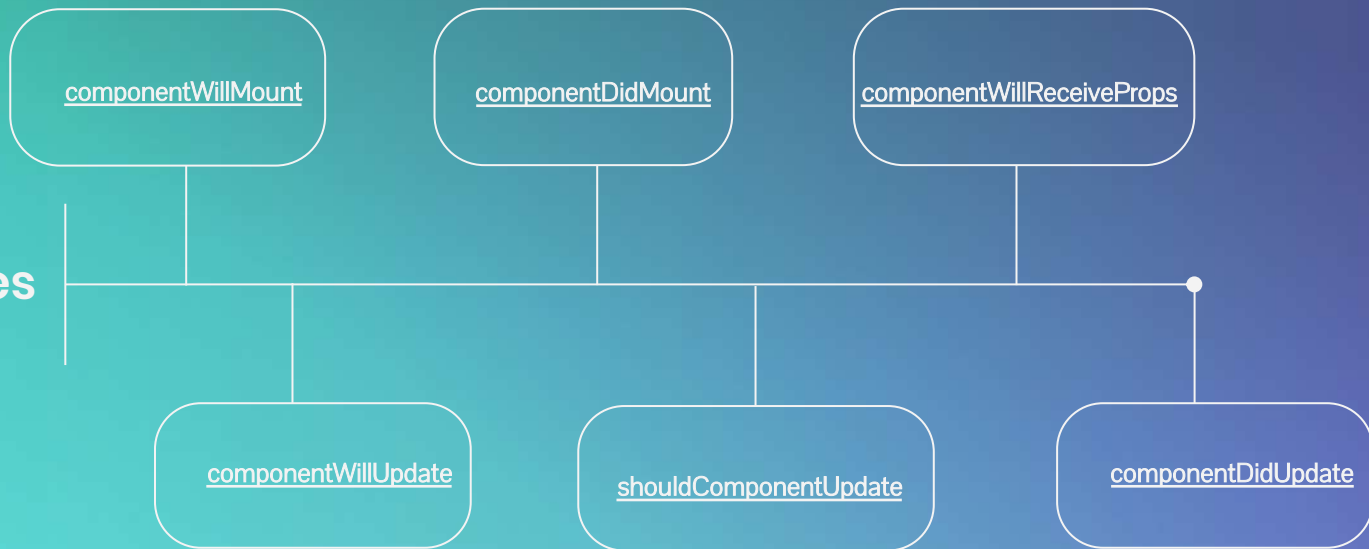 componentWillMount
componentDidMount
componentWillReceiveProps
es
componentWillUpdate
shouldComponentUpdate
componentDidUpdate